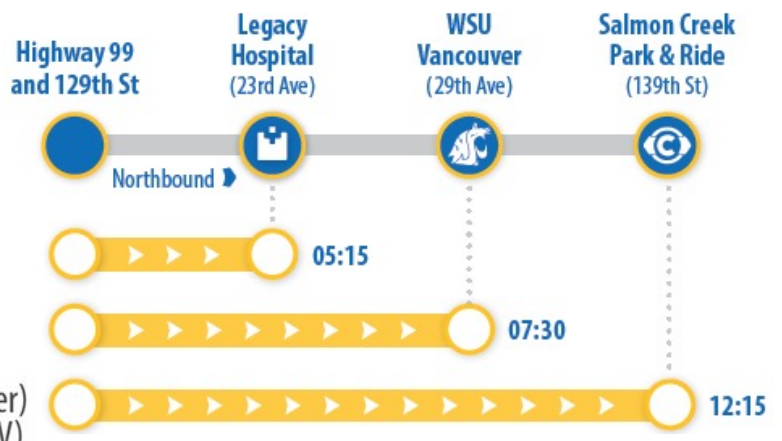 Highway 99
and 129th St
Legacy
Hospital
(23rd Ave)
WSU
Vancouver
(29th Ave)
Salmon Creek
Park & Ride
(139th St)
C
Northbound
05:15
07:30
12:15
er)